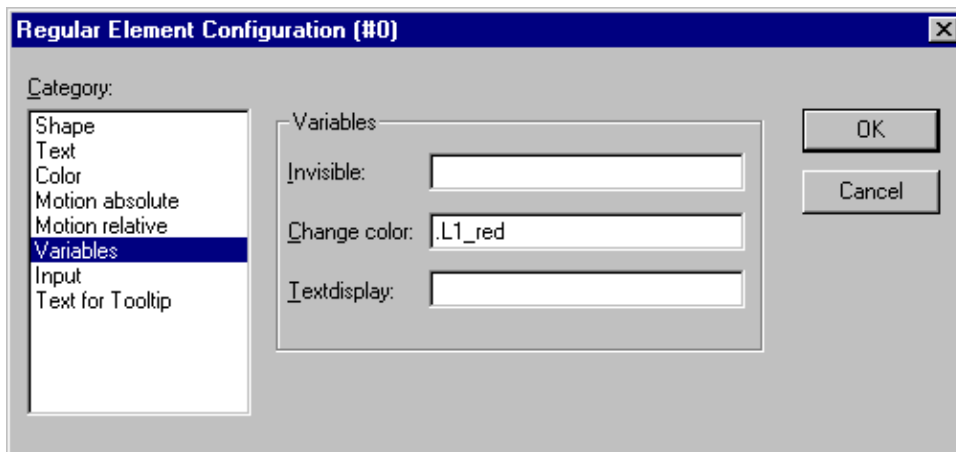 Regular Element Configuration (#0)
Category:
Shape
Text
Color
Motion absolute
Motion relative
Variables
Input
Text for Tooltip
Variables
Invisible:
Change color: .L1_red
Textdisplay:
OK
Cancel